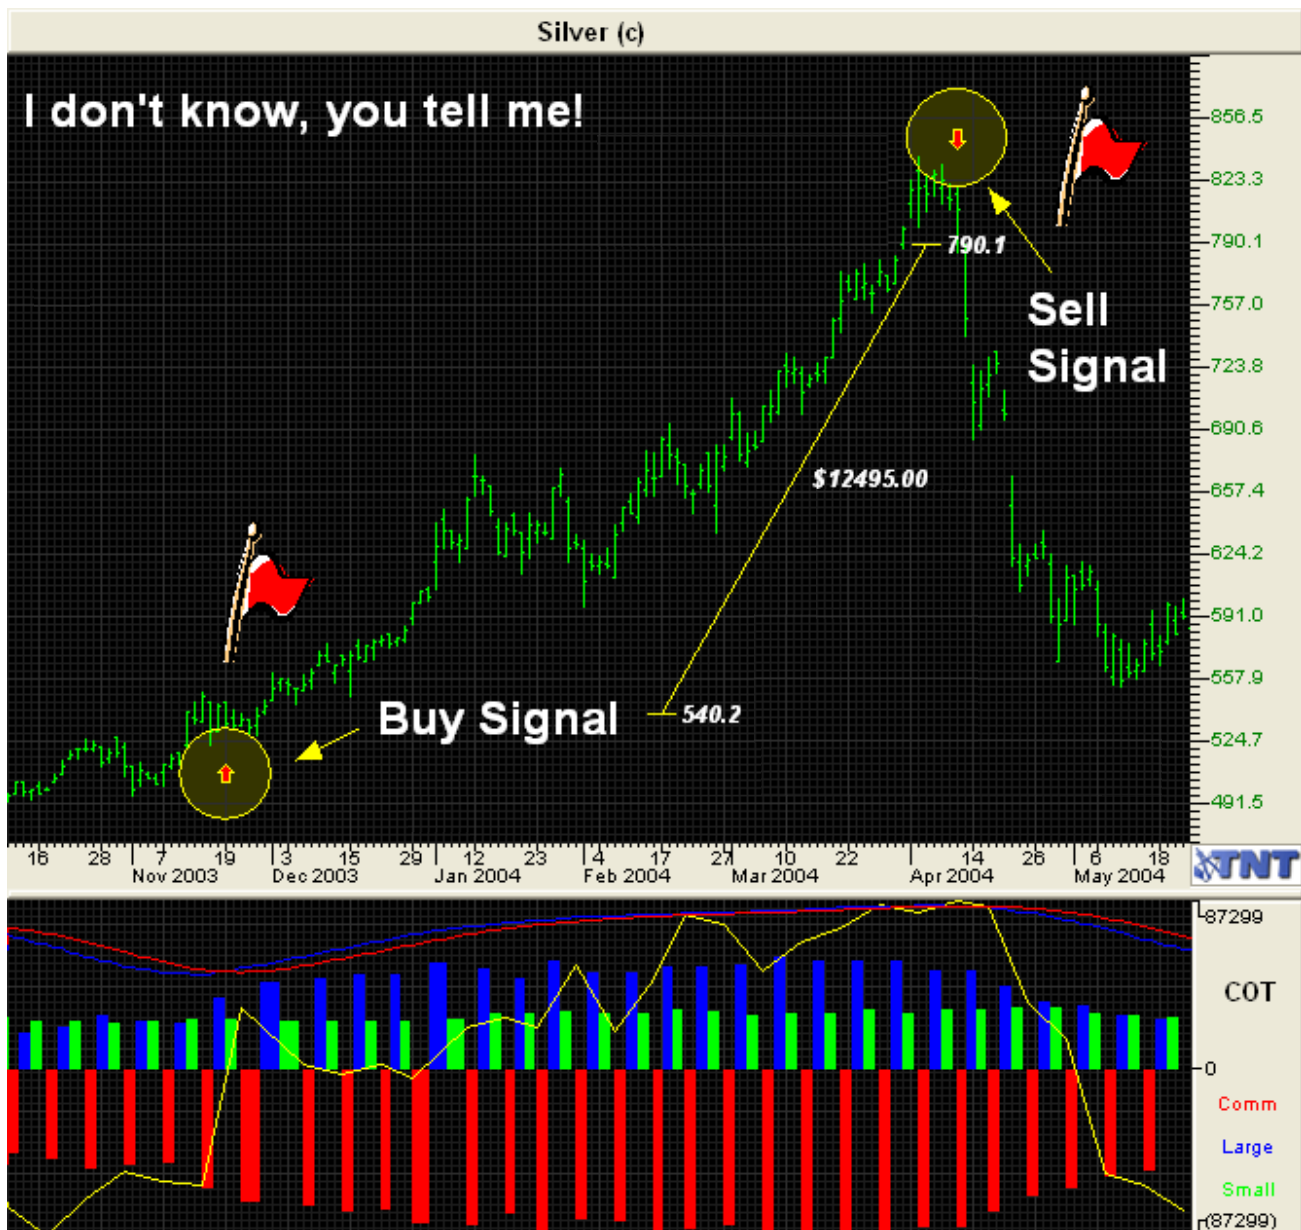 Silver (c)
I don't know, you tell me!
856.5
823.3
790.1
790.1
Sell
Signal
757.0
723.8
690.6
$12495.00
657.4
624.2
591.0
557.9
Buy Signal
540.2
524.7
491.5
16 28 7 19 3 15 29 12 23 4 17 27 10 22 14 26 6 18
Nov 2003 Dec 2003 Jan 2004 Feb 2004 Mar 2004 Apr 2004 May 2004
TNT
87299
COT
0
Comm
Large
Small
(87299)